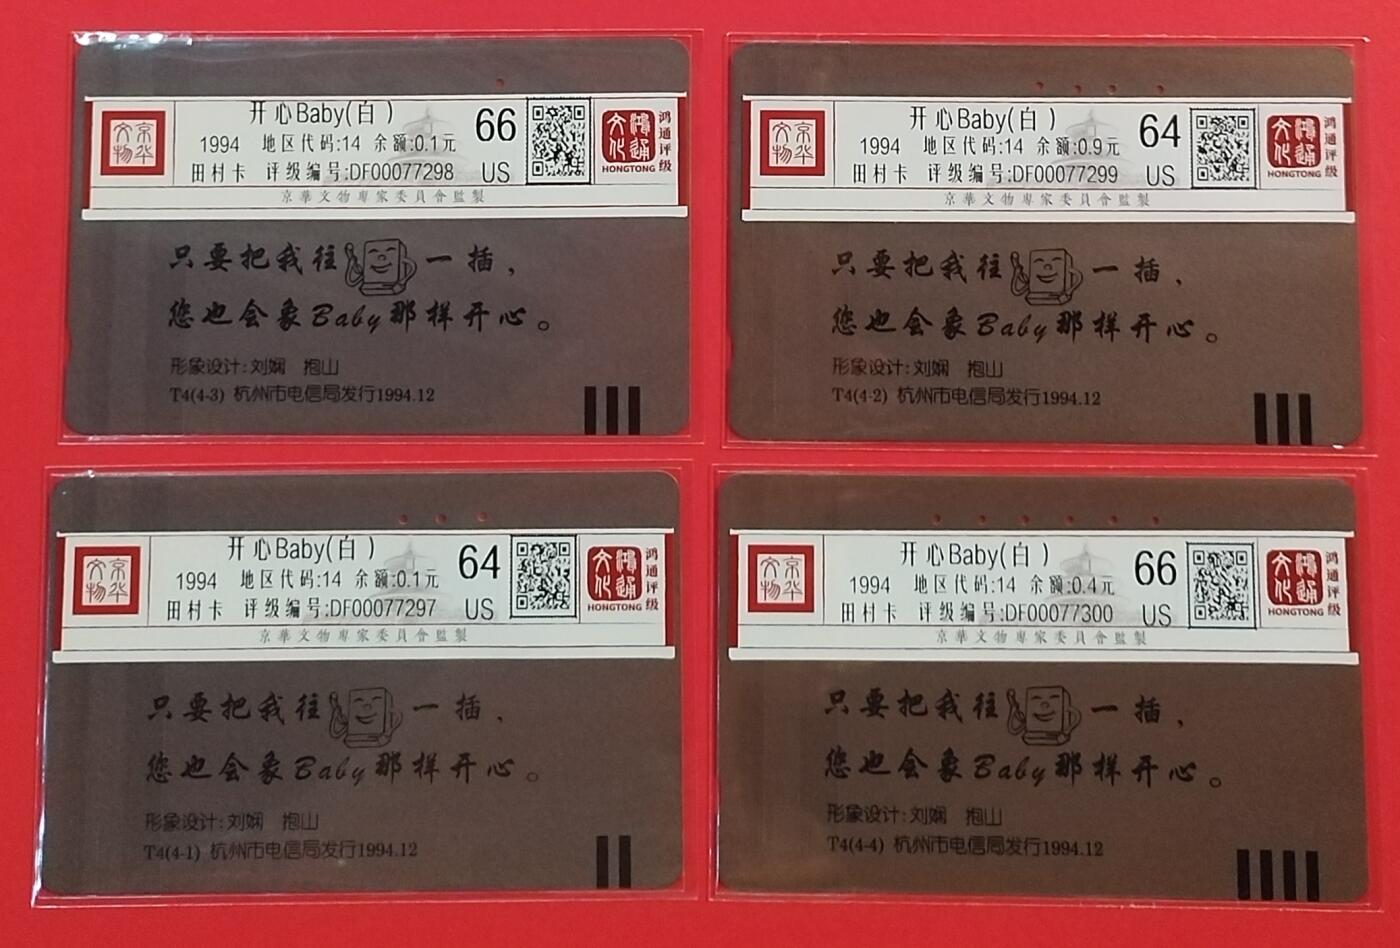 京华文物
开心Baby(白)
66
1994 地区代码:14 余额:0.1元
田村卡 评级编号:DF00077298 US
京華文物專家委員會監製
鸿通文化
HONGTONG
鸿通评级
只要把我往一插,
您也会象Baby那样开心。
形象设计:刘娴 抱山
T4(4-3) 杭州市电信局发行1994.12
京华文物
开心Baby(白)
64
1994 地区代码:14 余额:0.9元
田村卡 评级编号:DF00077299 US
京華文物專家委員會監製
鸿通文化
HONGTONG
鸿通评级
只要把我往一插,
您也会象Baby那样开心。
形象设计:刘娴 抱山
T4(4-2) 杭州市电信局发行1994.12
京华文物
开心Baby(白)
64
1994 地区代码:14 余额:0.1元
田村卡 评级编号:DF00077297 US
京華文物專家委員會監製
鸿通文化
HONGTONG
鸿通评级
只要把我往一插,
您也会象Baby那样开心。
形象设计:刘娴 抱山
T4(4-1) 杭州市电信局发行1994.12
京华文物
开心Baby(白)
66
1994 地区代码:14 余额:0.4元
田村卡 评级编号:DF00077300 US
京華文物專家委員會監製
鸿通文化
HONGTONG
鸿通评级
只要把我往一插,
您也会象Baby那样开心。
形象设计:刘娴 抱山
T4(4-4) 杭州市电信局发行1994.12